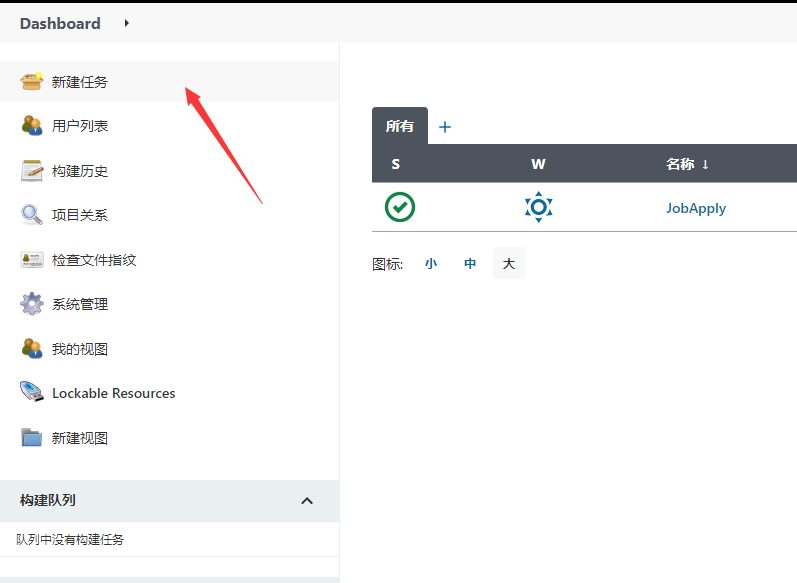 Dashboard
新建任务
用户列表
构建历史
项目关系
检查文件指纹
系统管理
我的视图
Lockable Resources
新建视图
构建队列
队列中没有构建任务
所有 +
S W 名称 ↓
JobApply
图标: 小 中 大